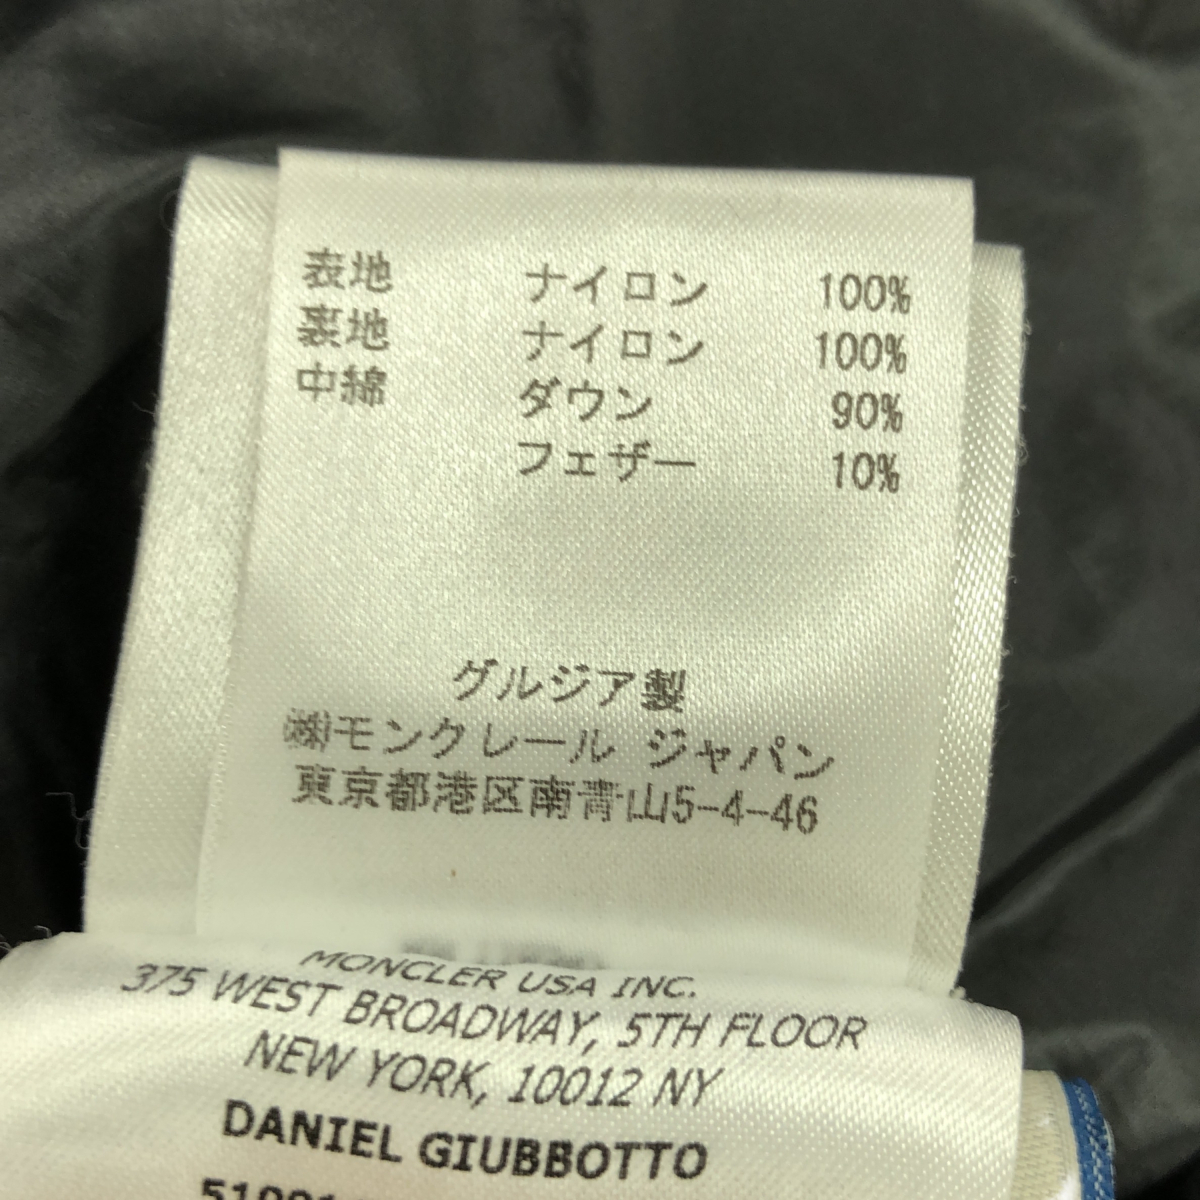 表地 ナイロン 100%
裏地 ナイロン 100%
中綿 ダウン 90%
フェザー 10%
グルジア製
㈱モンクレール ジャパン
東京都港区南青山5-4-46
MONCLER USA INC.
375 WEST BROADWAY, 5TH FLOOR
NEW YORK, 10012 NY
DANIEL GIUBBOTTO